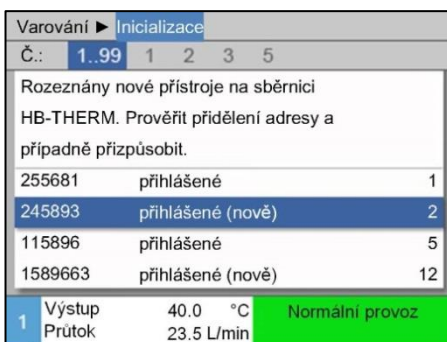 Varování ► Inicializace
Č.: 1..99 1 2 3 5
Rozeznány nové přístroje na sběrnici
HB-THERM. Prověřit přidělení adresy a
případně přizpůsobit.
255681 přihlášené 1
245893 přihlášené (nově) 2
115896 přihlášené 5
1589663 přihlášené (nově) 12
1 Výstup 40.0 °C Normální provoz
Průtok 23.5 L/min